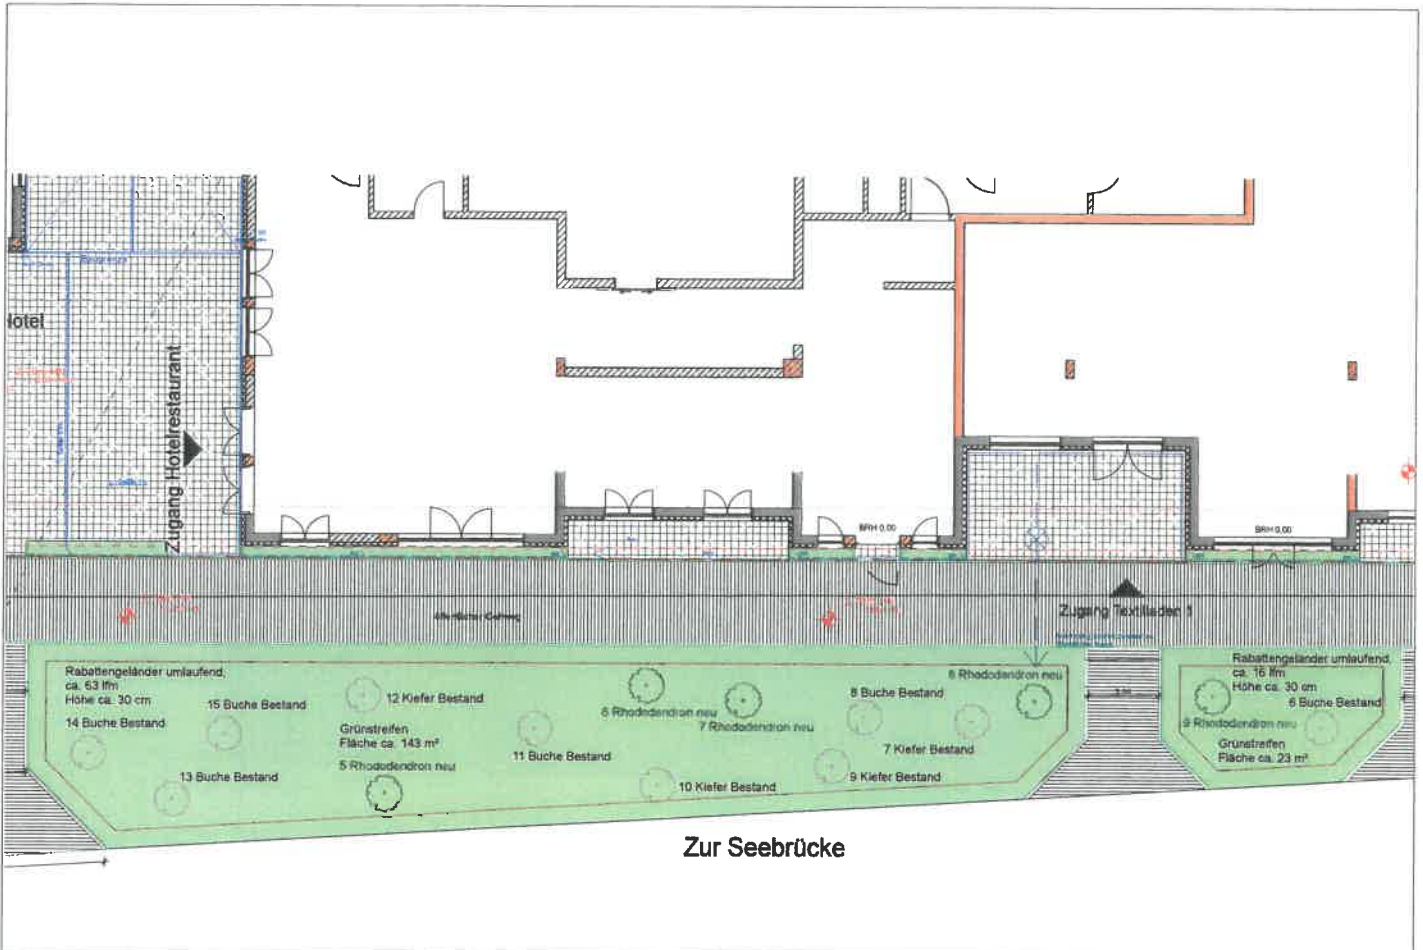 Hotel
Zugang Hotelrestaurant
BRH 0.00
BRH 0.00
Zugang Textilladen 1
Rabattengeländer umlaufend,
ca. 63 lfm
Höhe ca. 30 cm
14 Buche Bestand
15 Buche Bestand
13 Buche Bestand
12 Kiefer Bestand
Grünstreifen
Fläche ca. 143 m²
5 Rhododendron neu
11 Buche Bestand
6 Rhododendron neu
7 Rhododendron neu
10 Kiefer Bestand
8 Buche Bestand
7 Kiefer Bestand
9 Kiefer Bestand
8 Rhododendron neu
Rabattengeländer umlaufend,
ca. 16 lfm
Höhe ca. 30 cm
6 Buche Bestand
9 Rhododendron neu
Grünstreifen
Fläche ca. 23 m²
Zur Seebrücke